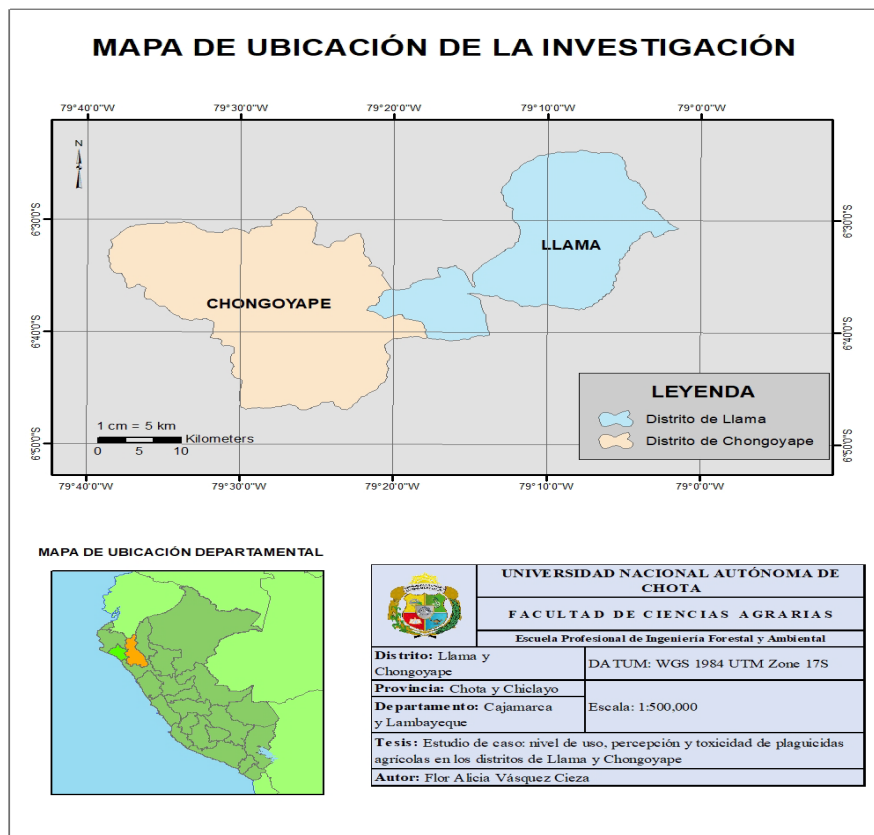 MAPA DE UBICACIÓN DE LA INVESTIGACIÓN
79°40'0"W 79°30'0"W 79°20'0"W 79°10'0"W 79°0'0"W
N
6°30'0"S 6°30'0"S
LLAMA
CHONGOYAPE
6°40'0"S 6°40'0"S
LEYENDA
1 cm = 5 km
Distrito de Llama
Kilometers
Distrito de Chongoyape
0 5 10
6°50'0"S 6°50'0"S
79°40'0"W 79°30'0"W 79°20'0"W 79°10'0"W 79°0'0"W
MAPA DE UBICACIÓN DEPARTAMENTAL
UNIVERSIDAD NACIONAL AUTÓNOMA DE
CHOTA
FACULTAD DE CIENCIAS AGRARIAS
Escuela Profesional de Ingeniería Forestal y Ambiental
Distrito: Llama y
Chongoyape
DATUM: WGS 1984 UTM Zone 17S
Provincia: Chota y Chiclayo
Departamento: Cajamarca
y Lambayeque
Escala: 1:500,000
Tesis: Estudio de caso: nivel de uso, percepción y toxicidad de plaguicidas
agrícolas en los distritos de Llama y Chongoyape
Autor: Flor Alicia Vásquez Cieza